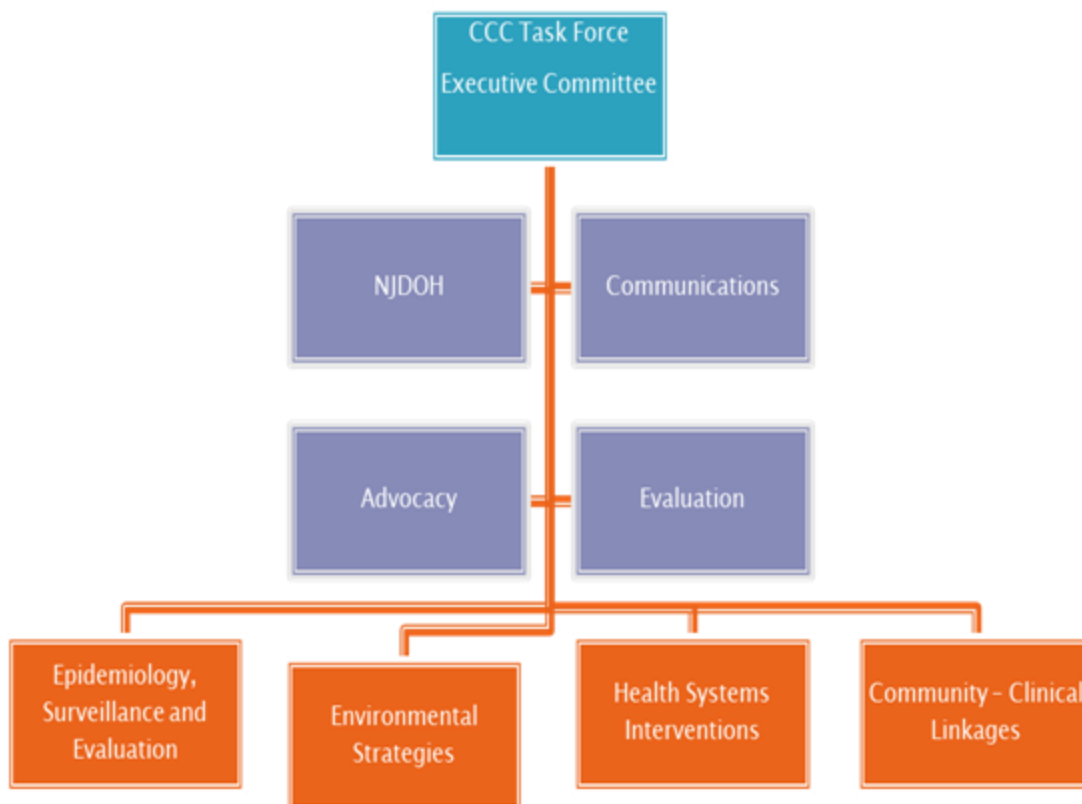 CCC Task Force
Executive Committee
NJDOH
Communications
Advocacy
Evaluation
Epidemiology,
Surveillance and
Evaluation
Environmental
Strategies
Health Systems
Interventions
Community – Clinical
Linkages